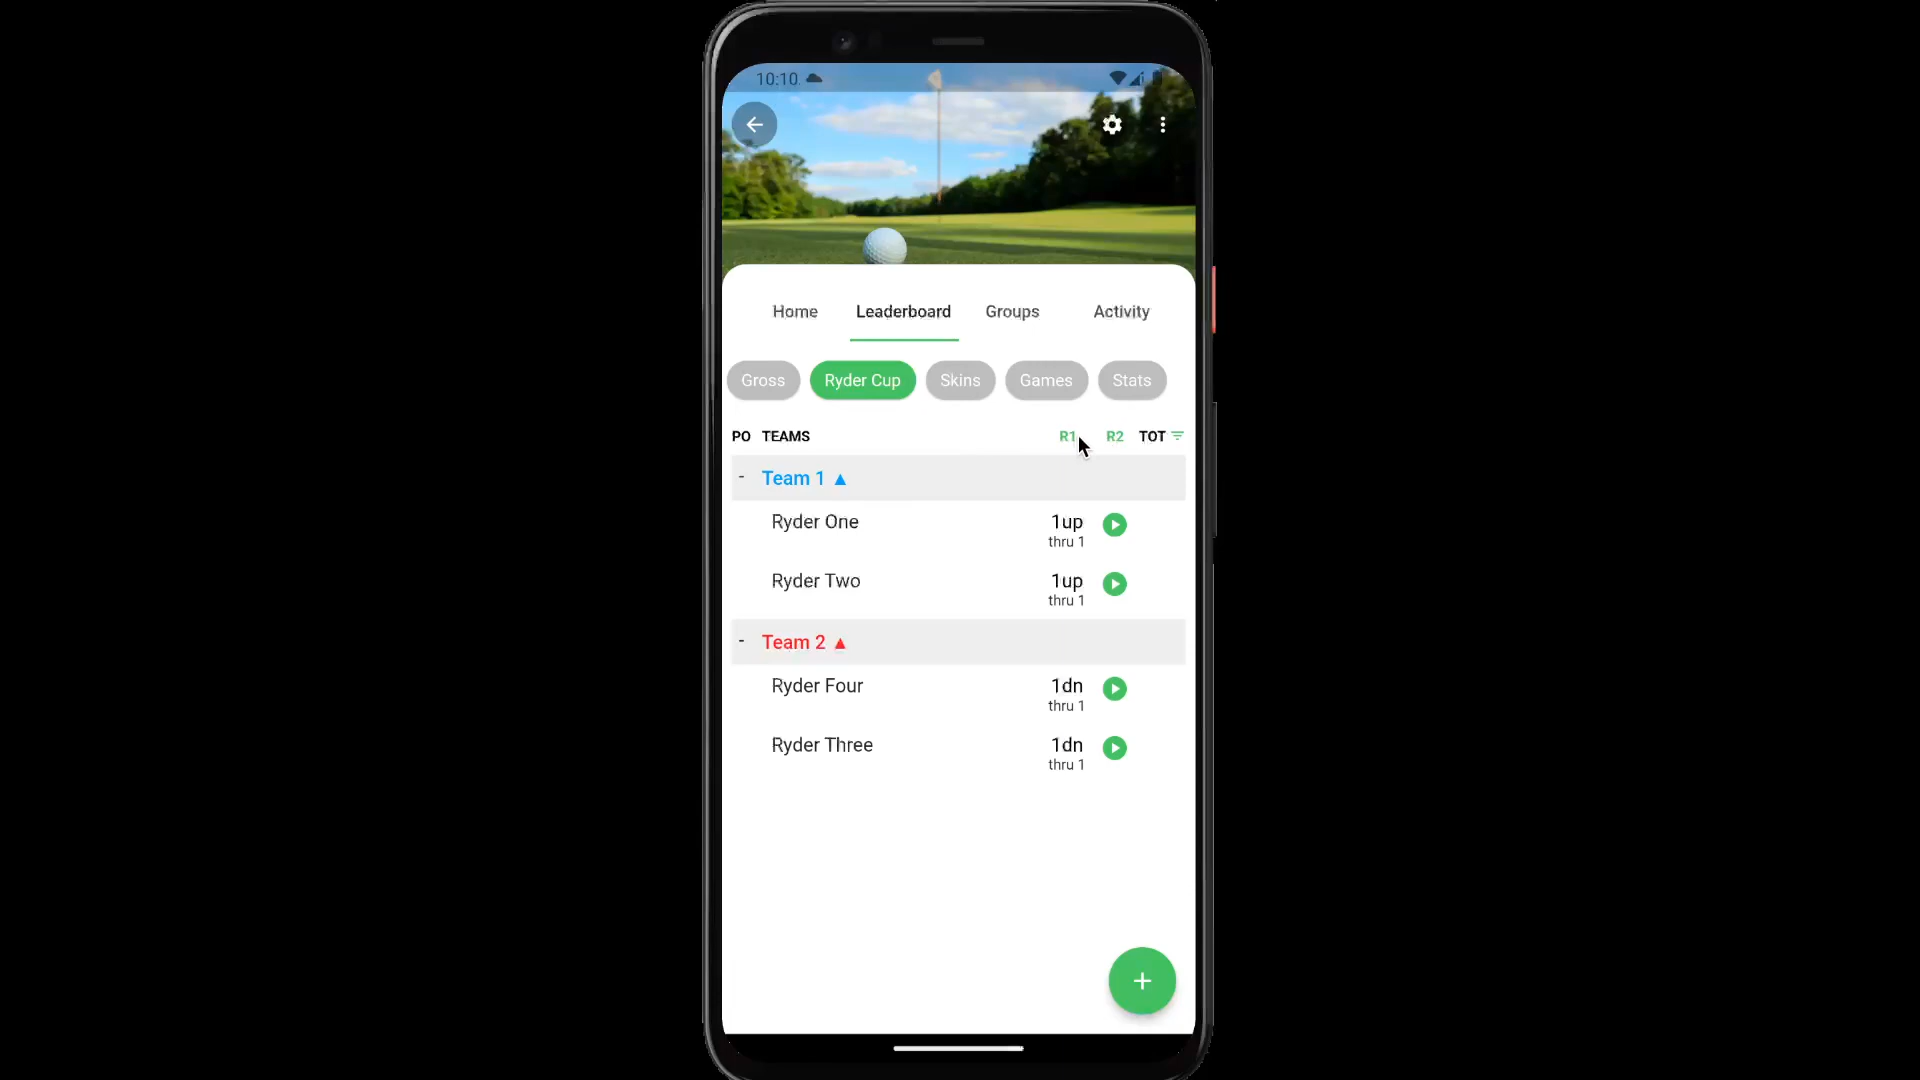 10:10
Home Leaderboard Groups Activity
Gross Ryder Cup Skins Games Stats
PO TEAMS R1 R2 TOT
- Team 1 ▲
Ryder One 1up
thru 1
Ryder Two 1up
thru 1
- Team 2 ▲
Ryder Four 1dn
thru 1
Ryder Three 1dn
thru 1
+